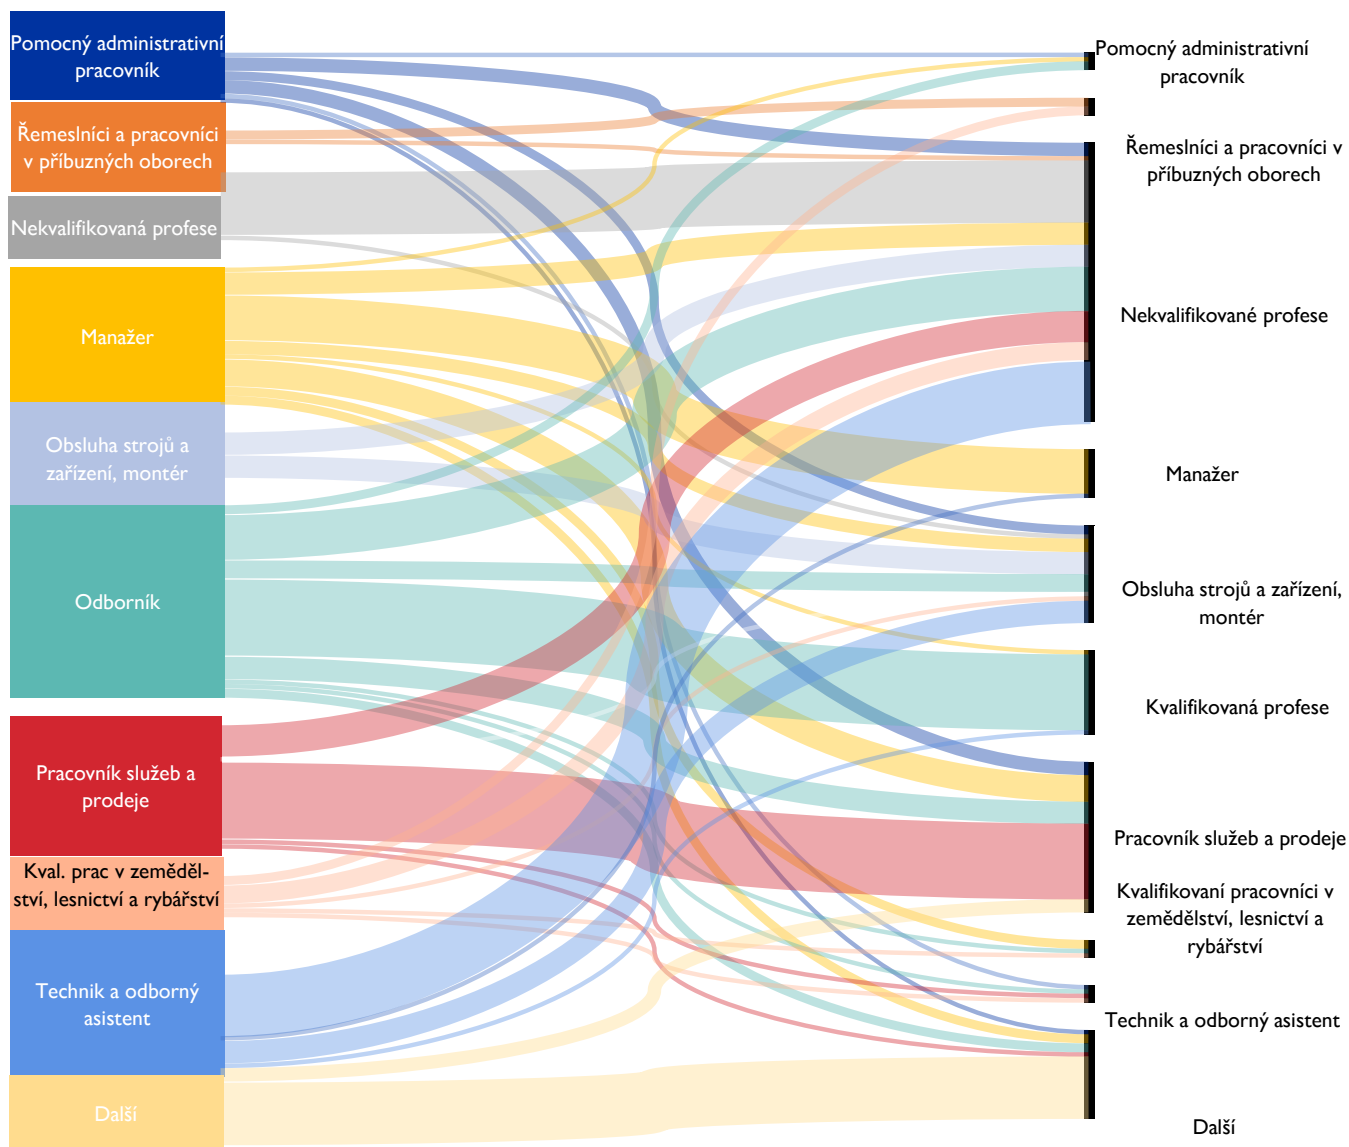 Pomocný administrativní
pracovník
Řemeslníci a pracovníci
v příbuzných oborech
Nekvalifikovaná profese
Manažer
Obsluha strojů a
zařízení, montér
Odborník
Pracovník služeb a
prodeje
Kval. prac v zeměděl-
ství, lesnictví a rybářství
Technik a odborný
asistent
Další
Pomocný administrativní
pracovník
Řemeslníci a pracovníci v
příbuzných oborech
Nekvalifikované profese
Manažer
Obsluha strojů a zařízení,
montér
Kvalifikovaná profese
Pracovník služeb a prodeje
Kvalifikovaní pracovníci v
zemědělství, lesnictví a
rybářství
Technik a odborný asistent
Další